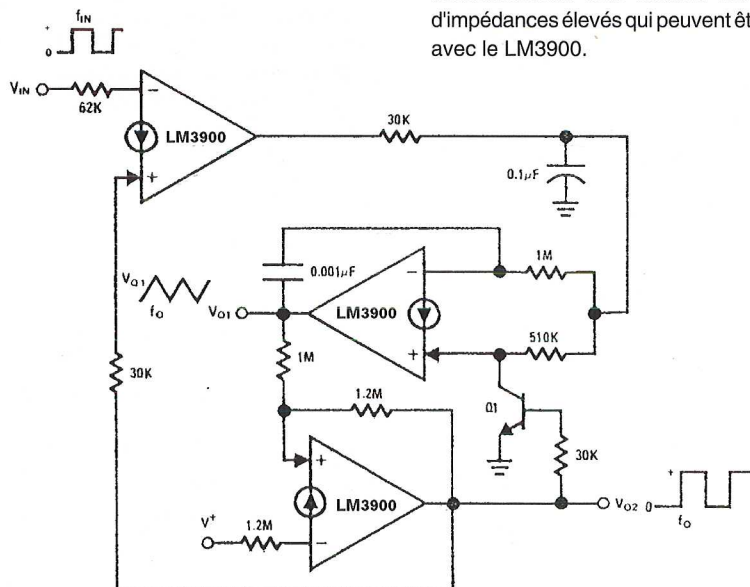 d'impédances élevés qui peuvent êt
avec le LM3900.
fIN
+
0
VIN
62K
−
LM3900
+
30K
0.1µF
0.001µF
−
1M
VO1
fO
VO1
LM3900
+
510K
30K
1M
1.2M
Q1
30K
+
LM3900
V+
1.2M
−
VO2
+
0
fO